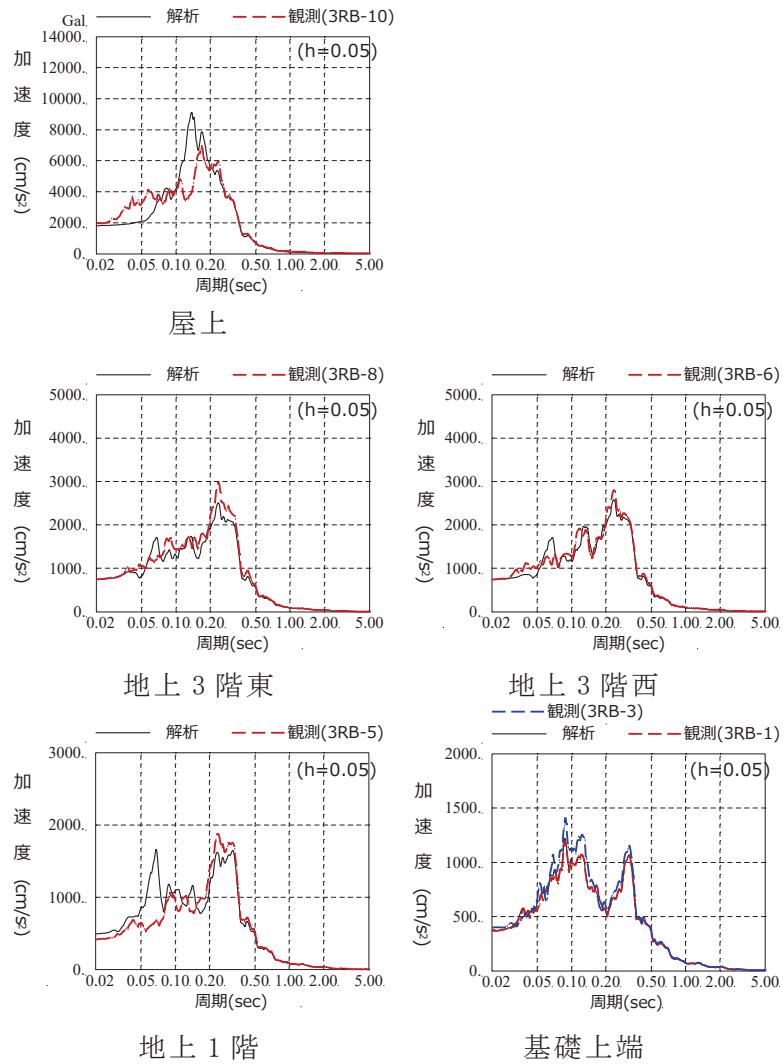 Gal. 解析 観測(3RB-10)
14000. (h=0.05)
12000.
10000.
8000.
6000.
4000.
2000.
0.
加速度 (cm/s²)
0.02 0.05 0.10 0.20 0.50 1.00 2.00 5.00
周期(sec)
屋上
解析 観測(3RB-8)
5000. (h=0.05)
4000.
3000.
2000.
1000.
0.
加速度 (cm/s²)
0.02 0.05 0.10 0.20 0.50 1.00 2.00 5.00
周期(sec)
地上3階東
解析 観測(3RB-6)
5000. (h=0.05)
4000.
3000.
2000.
1000.
0.
加速度 (cm/s²)
0.02 0.05 0.10 0.20 0.50 1.00 2.00 5.00
周期(sec)
地上3階西
解析 観測(3RB-5)
3000. (h=0.05)
2000.
1000.
0.
加速度 (cm/s²)
0.02 0.05 0.10 0.20 0.50 1.00 2.00 5.00
周期(sec)
地上1階
観測(3RB-3)
解析 観測(3RB-1)
2000. (h=0.05)
1500.
1000.
500.
0.
加速度 (cm/s²)
0.02 0.05 0.10 0.20 0.50 1.00 2.00 5.00
周期(sec)
基礎上端